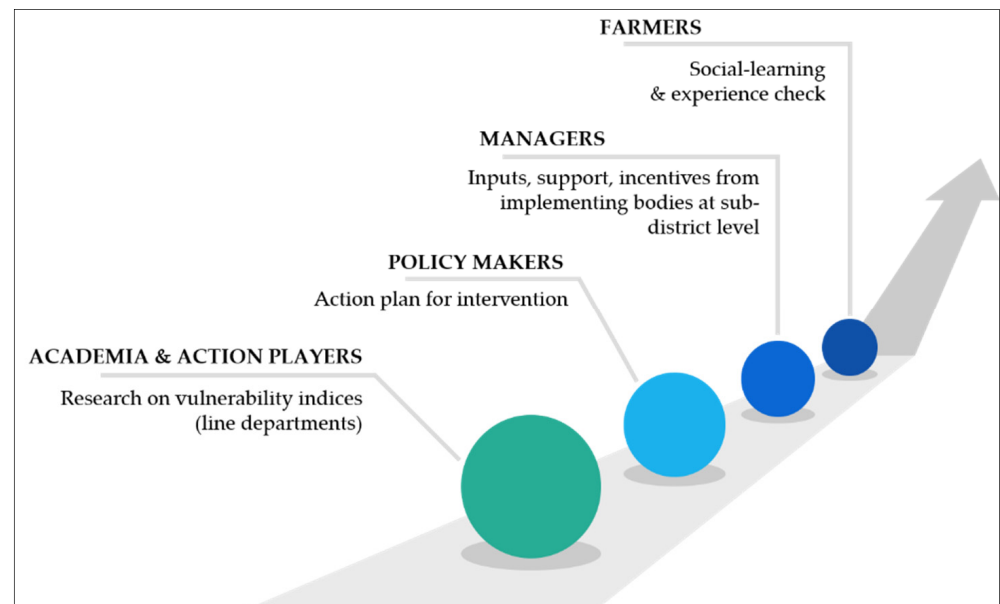 FARMERS
Social-learning
& experience check
MANAGERS
Inputs, support, incentives from
implementing bodies at sub-
district level
POLICY MAKERS
Action plan for intervention
ACADEMIA & ACTION PLAYERS
Research on vulnerability indices
(line departments)